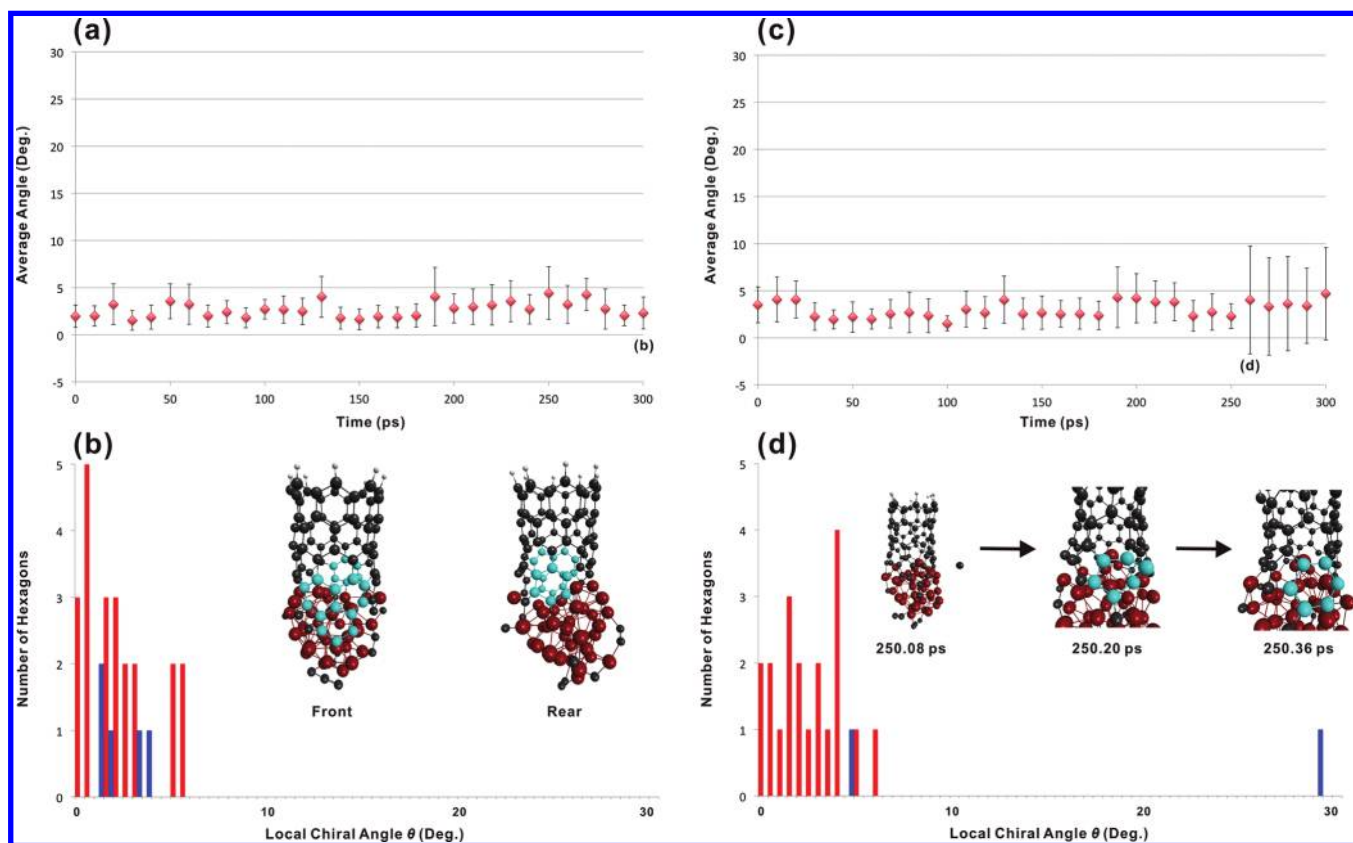 (a)
30
25
20
15
10
5
0
-5
Average Angle (Deg.)
0 50 100 150 200 250 300
Time (ps)
(b)
(c)
30
25
20
15
10
5
0
-5
Average Angle (Deg.)
0 50 100 150 200 250 300
Time (ps)
(d)
(b)
5
4
3
2
1
0
Number of Hexagons
0 10 20 30
Local Chiral Angle θ (Deg.)
Front
Rear
(d)
5
4
3
2
1
0
Number of Hexagons
0 10 20 30
Local Chiral Angle θ (Deg.)
250.08 ps
250.20 ps
250.36 ps